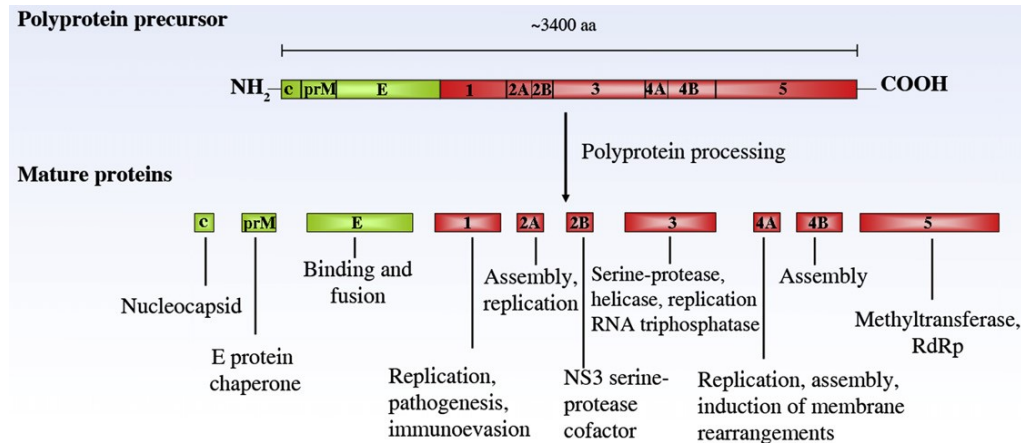 Polyprotein precursor
~3400 aa
NH2
c prM E 1 2A 2B 3 4A 4B 5
COOH
Polyprotein processing
Mature proteins
c prM E 1 2A 2B 3 4A 4B 5
Nucleocapsid
E protein
chaperone
Binding and
fusion
Replication,
pathogenesis,
immunoevasion
Assembly,
replication
NS3 serine-
protease
cofactor
Serine-protease,
helicase, replication
RNA triphosphatase
Replication, assembly,
induction of membrane
rearrangements
Assembly
Methyltransferase,
RdRp